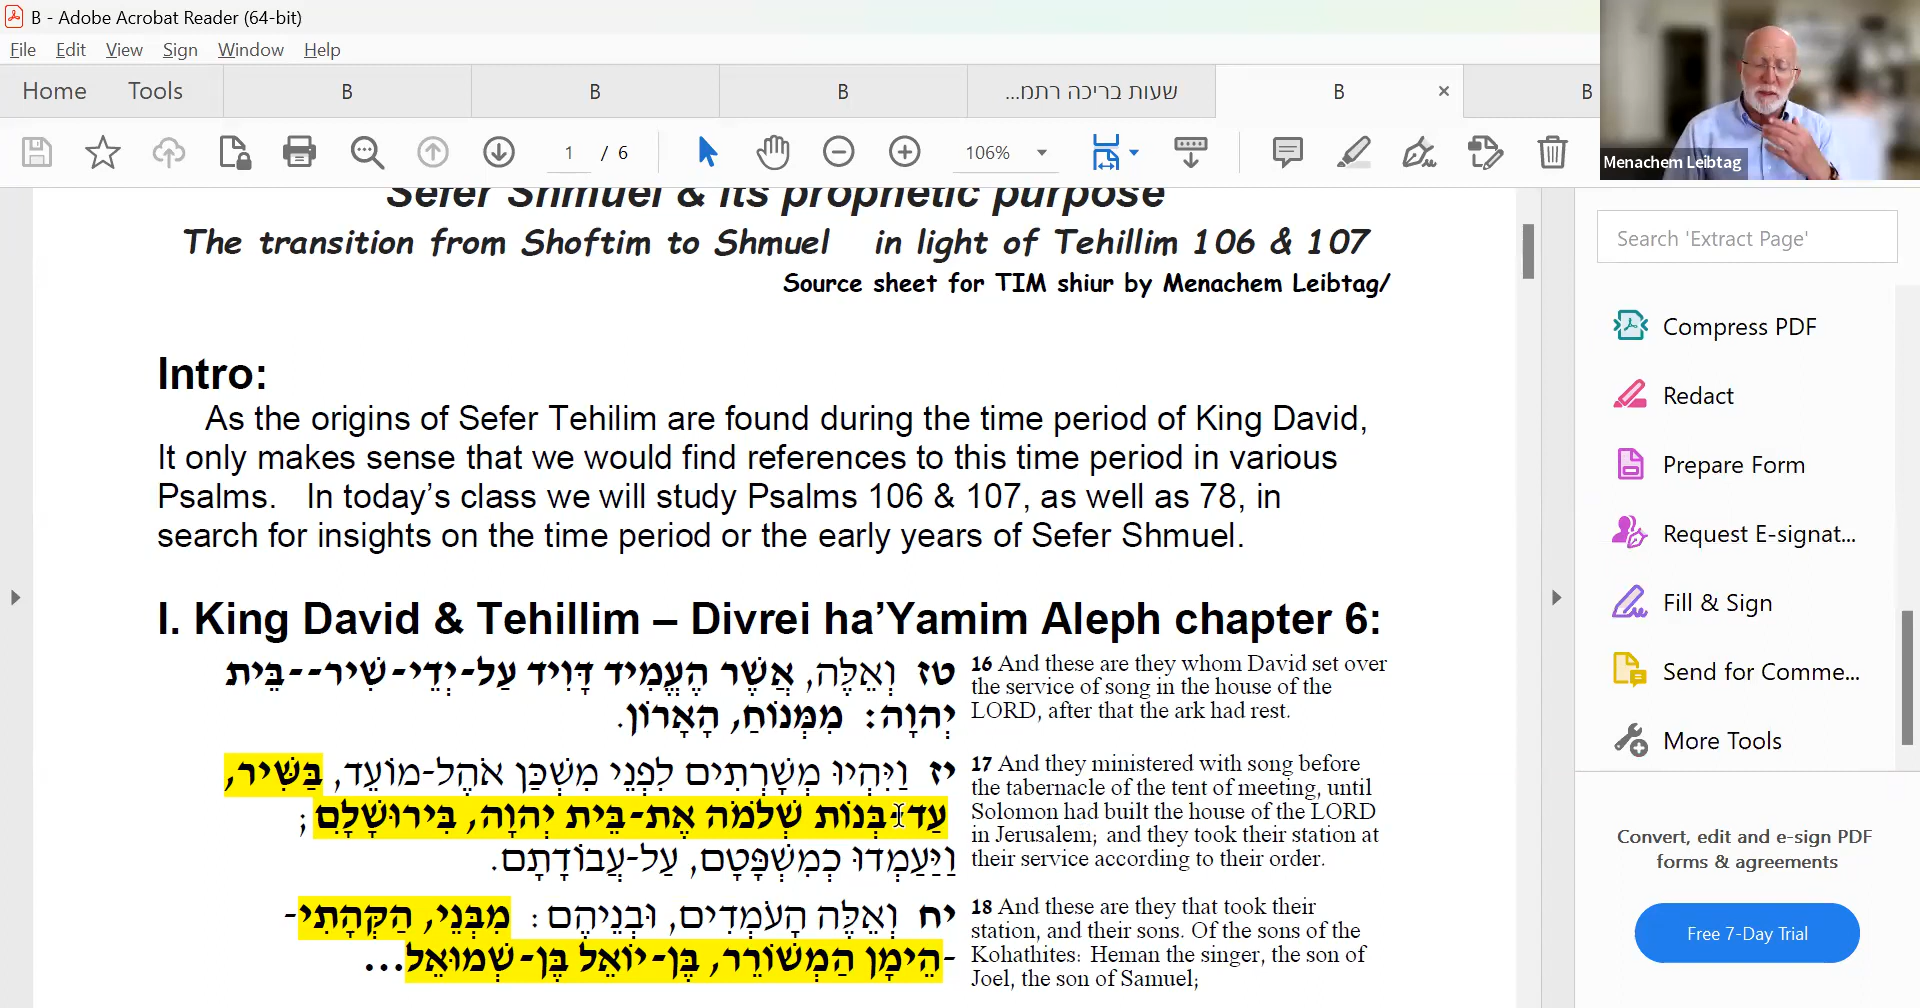 B - Adobe Acrobat Reader (64-bit)
File Edit View Sign Window Help
Home Tools B B B שעות בריכה רתמ... B × B
1 / 6 106%
Menachem Leibtag
Sefer Shmuel & its prophetic purpose
The transition from Shoftim to Shmuel in light of Tehillim 106 & 107
Source sheet for TIM shiur by Menachem Leibtag/
Intro:
As the origins of Sefer Tehilim are found during the time period of King David,
It only makes sense that we would find references to this time period in various
Psalms. In today's class we will study Psalms 106 & 107, as well as 78, in
search for insights on the time period or the early years of Sefer Shmuel.
I. King David & Tehillim – Divrei ha'Yamim Aleph chapter 6:
טז וְאֵלֶּה, אֲשֶׁר הֶעֱמִיד דָּוִיד עַל-יְדֵי-שִׁיר--בֵּית
יְהוָה: מִמְּנוֹחַ, הָאָרוֹן.
16 And these are they whom David set over
the service of song in the house of the
LORD, after that the ark had rest.
יז וַיִּהְיוּ מְשָׁרְתִים לִפְנֵי מִשְׁכַּן אֹהֶל-מוֹעֵד, בַּשִּׁיר,
עַד-בְּנוֹת שְׁלֹמֹה אֶת-בֵּית יְהוָה, בִּירוּשָׁלִָם;
וַיַּעַמְדוּ כְמִשְׁפָּטָם, עַל-עֲבוֹדָתָם.
17 And they ministered with song before
the tabernacle of the tent of meeting, until
Solomon had built the house of the LORD
in Jerusalem; and they took their station at
their service according to their order.
יח וְאֵלֶּה הָעֹמְדִים, וּבְנֵיהֶם: מִבְּנֵי, הַקְּהָתִי-
-הֵימָן הַמְשׁוֹרֵר, בֶּן-יוֹאֵל בֶּן-שְׁמוּאֵל...
18 And these are they that took their
station, and their sons. Of the sons of the
Kohathites: Heman the singer, the son of
Joel, the son of Samuel;
Search 'Extract Page'
Compress PDF
Redact
Prepare Form
Request E-signat...
Fill & Sign
Send for Comme...
More Tools
Convert, edit and e-sign PDF
forms & agreements
Free 7-Day Trial